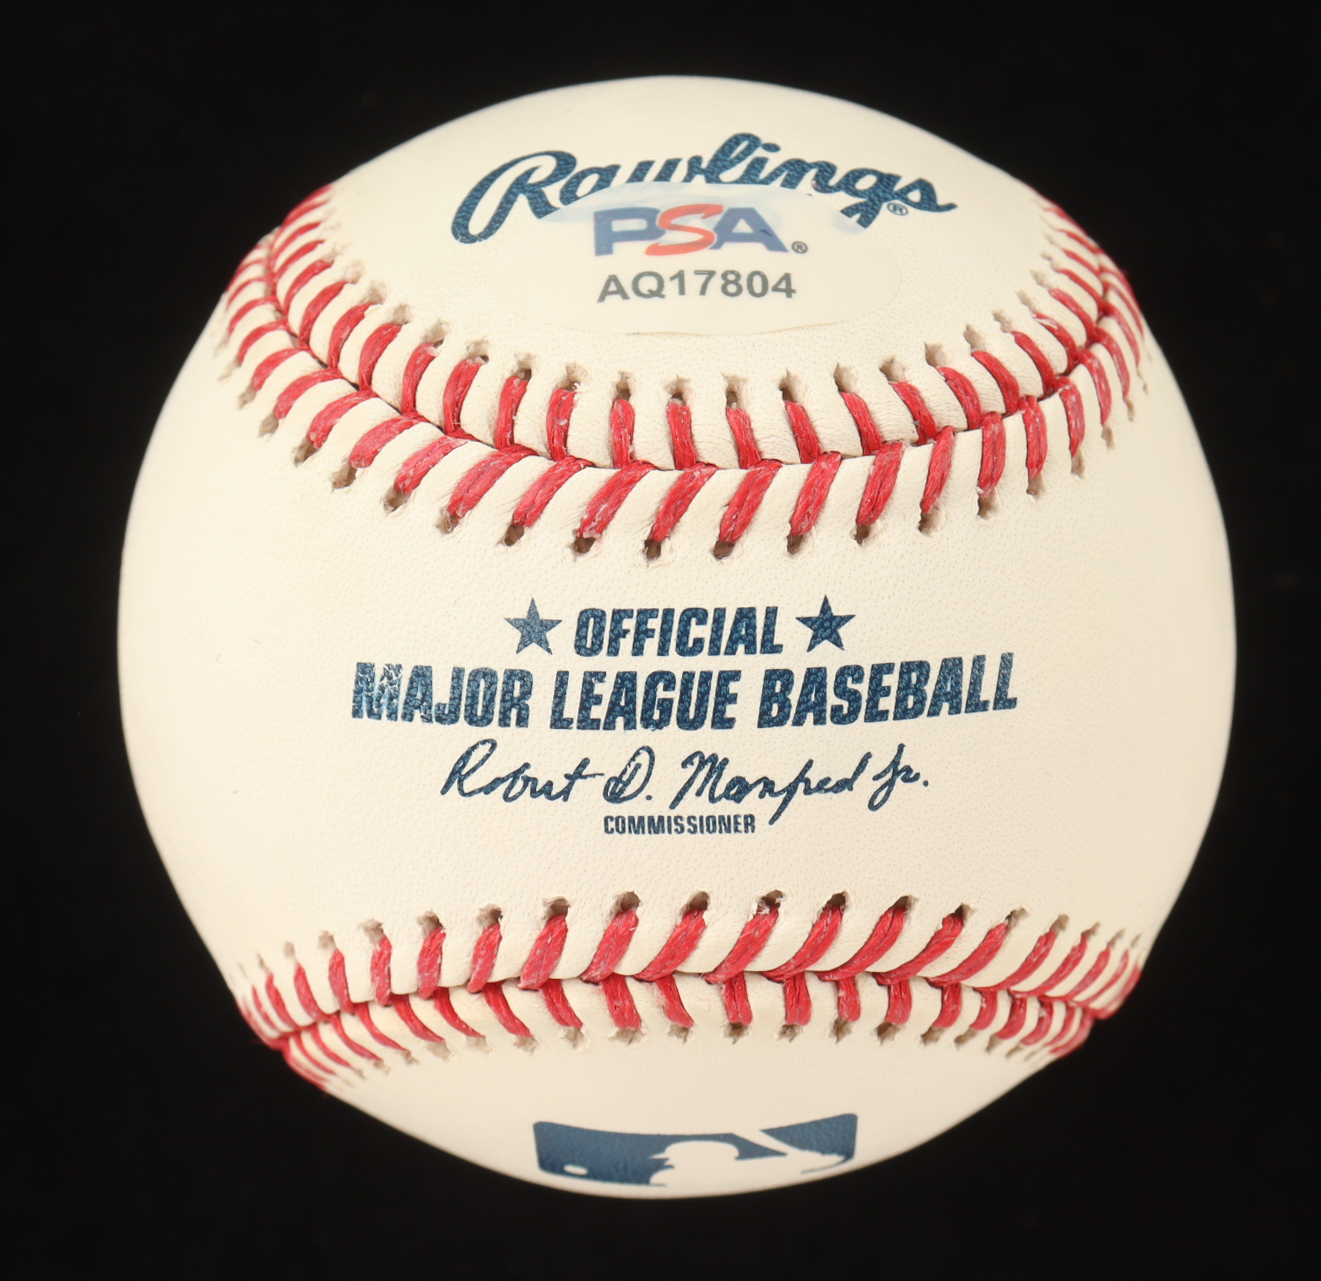 Rawlings®
PSA®
AQ17804
OFFICIAL
MAJOR LEAGUE BASEBALL
Robert D. Manfred Jr.
COMMISSIONER